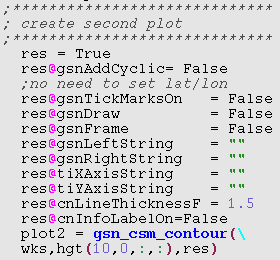 ;*****************************
; create second plot
;*****************************
res = True
res@gsnAddCyclic= False
;no need to set lat/lon
res@gsnTickMarksOn = False
res@gsnDraw = False
res@gsnFrame = False
res@gsnLeftString = ""
res@gsnRightString = ""
res@tiXAxisString = ""
res@tiYAxisString = ""
res@cnLineThicknessF = 1.5
res@cnInfoLabelOn=False
plot2 = gsn_csm_contour(\
wks,hgt(10,0,:,:),res)